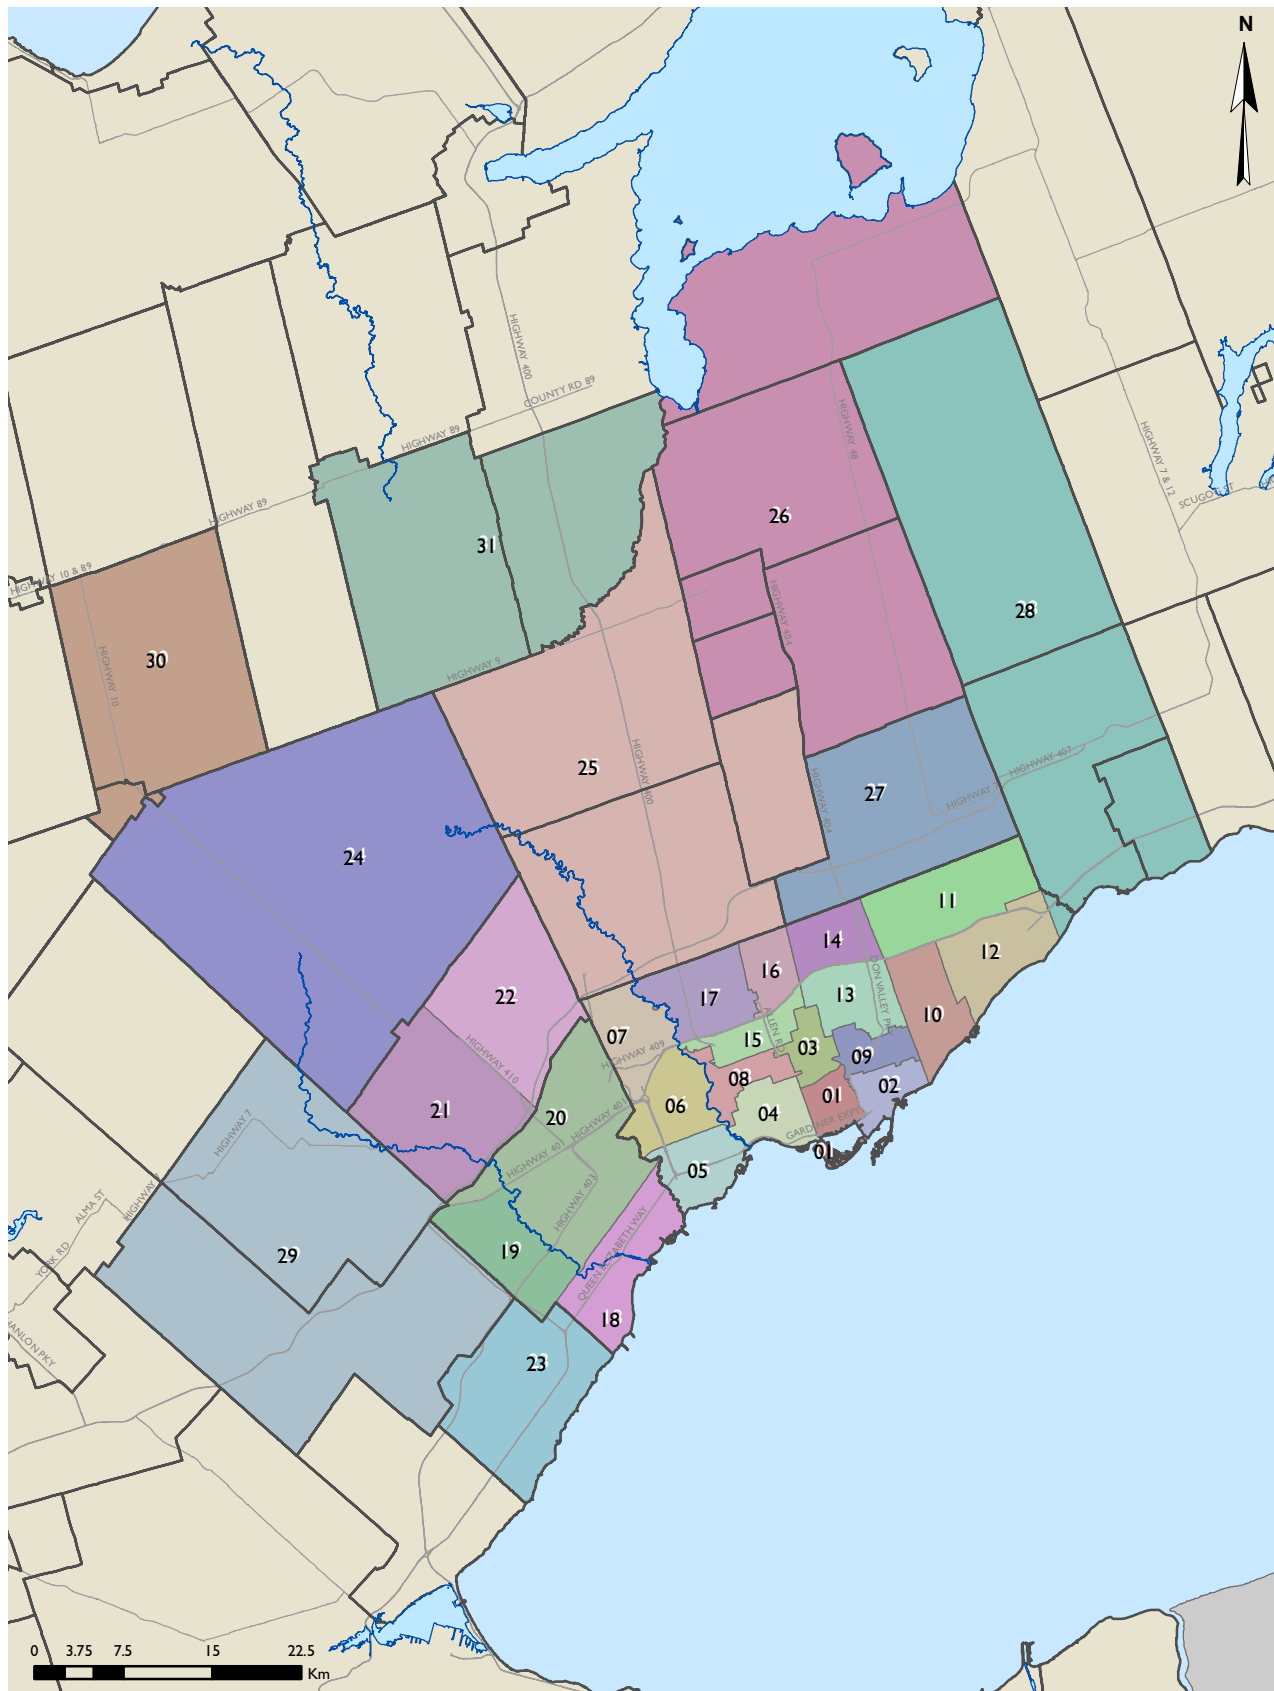 N
HIGHWAY 400
COUNTY RD 89
HIGHWAY 89
HIGHWAY 48
HIGHWAY 7 & 12
SCUGOG ST
HIGHWAY 89
26
31
HIGHWAY 10 & 89
HIGHWAY 404
28
30
HIGHWAY 10
HIGHWAY 9
25
HIGHWAY 400
HIGHWAY 407
27
HIGHWAY 404
HIGHWAY 7
24
11
14
12
16
22
17
13
DON VALLEY PK
10
07
ALLEN RD
15
03
HIGHWAY 409
09
HIGHWAY 410
08
02
01
06
21
04
20
HIGHWAY 401
GARDINER EXPY
HIGHWAY 7
01
HIGHWAY 401
05
HIGHWAY 403
ALMA ST
HIGHWAY
29
19
YORK RD
QUEEN ELIZABETH WAY
18
HANLON PKY
23
0 3.75 7.5 15 22.5
Km